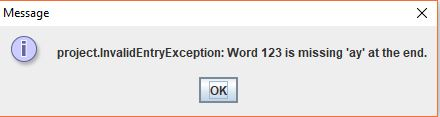 Message
project.InvalidEntryException: Word 123 is missing 'ay' at the end.
OK